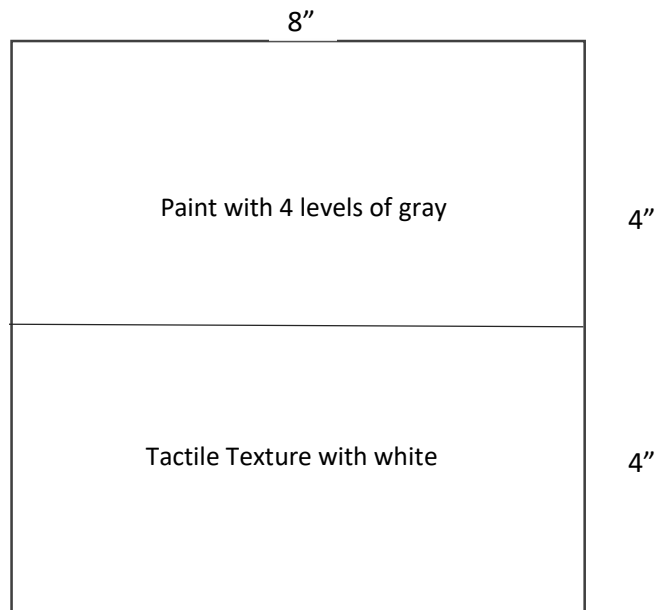 8”
Paint with 4 levels of gray
4”
Tactile Texture with white
4”